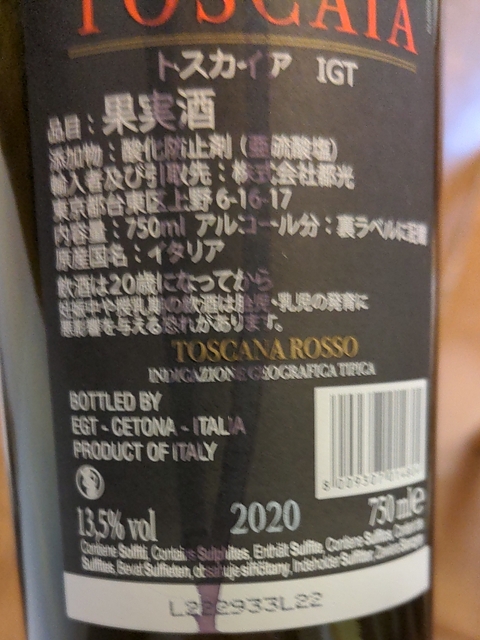 TOSCAIA
トスカ・イア IGT
品目：果実酒
添加物：酸化防止剤（亜硫酸塩）
輸入者及び引取先：株式会社都光
東京都台東区上野6-16-17
内容量：750ml アルコール分：裏ラベルに記載
原産国名：イタリア
飲酒は20歳になってから
妊娠中や授乳期の飲酒は胎児・乳児の発育に
悪影響を与える恐れがあります。
TOSCANA ROSSO
INDICAZIONE GEOGRAFICA TIPICA
BOTTLED BY
EGT - CETONA - ITALIA
PRODUCT OF ITALY
13,5% vol
2020
750 ml e
Contiene Solfiti, Contains Sulphites, Enthält Sulfite, Contiene Sulfitos,
L222933L22